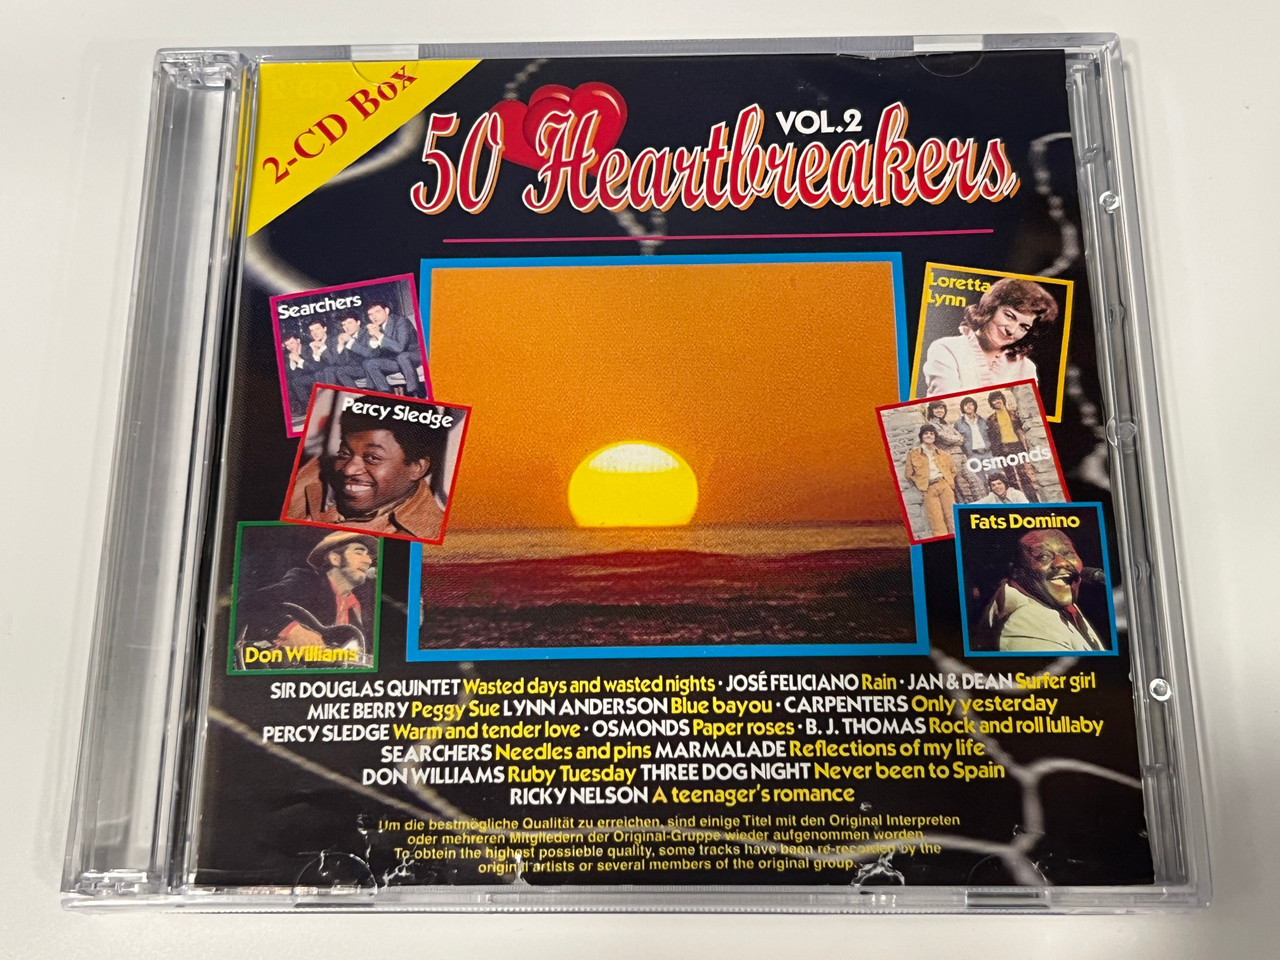 2-CD Box
VOL.2
50 Heartbreakers
Searchers
Percy Sledge
Don Williams
Loretta
Lynn
Osmonds
Fats Domino
SIR DOUGLAS QUINTET Wasted days and wasted nights · JOSÉ FELICIANO Rain · JAN & DEAN Surfer girl
MIKE BERRY Peggy Sue LYNN ANDERSON Blue bayou · CARPENTERS Only yesterday
PERCY SLEDGE Warm and tender love · OSMONDS Paper roses · B. J. THOMAS Rock and roll lullaby
SEARCHERS Needles and pins MARMALADE Reflections of my life
DON WILLIAMS Ruby Tuesday THREE DOG NIGHT Never been to Spain
RICKY NELSON A teenager's romance
Um die bestmögliche Qualität zu erreichen, sind einige Titel mit den Original Interpreten
oder mehreren Mitgliedern der Original-Gruppe wieder aufgenommen worden
To obtein the highest possieble quality, some tracks have been re-recorded by the
original artists or several members of the original group.